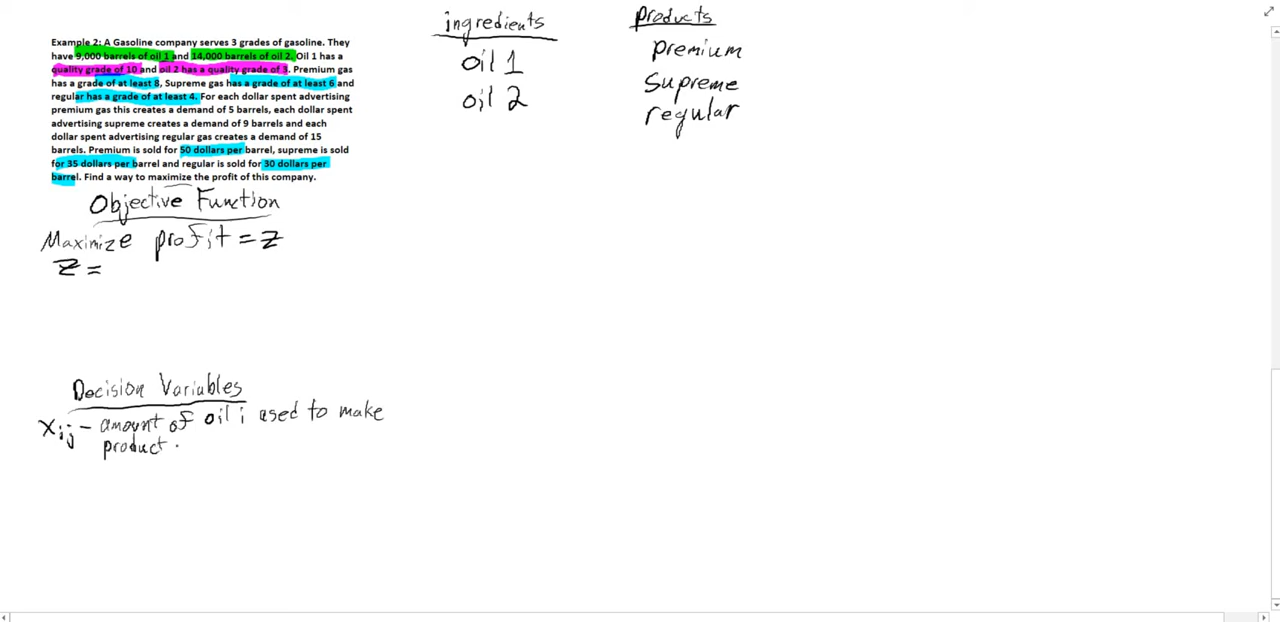 ingredients
oil 1
oil 2
products
premium
Supreme
regular
Example 2: A Gasoline company serves 3 grades of gasoline. They
have 9,000 barrels of oil 1 and 14,000 barrels of oil 2. Oil 1 has a
quality grade of 10 and oil 2 has a quality grade of 3. Premium gas
has a grade of at least 8, Supreme gas has a grade of at least 6 and
regular has a grade of at least 4. For each dollar spent advertising
premium gas this creates a demand of 5 barrels, each dollar spent
advertising supreme creates a demand of 9 barrels and each
dollar spent advertising regular gas creates a demand of 15
barrels. Premium is sold for 50 dollars per barrel, supreme is sold
for 35 dollars per barrel and regular is sold for 30 dollars per
barrel. Find a way to maximize the profit of this company.
Objective Function
Maximize profit = Z
Z =
Decision Variables
Xij - amount of oil i used to make
product